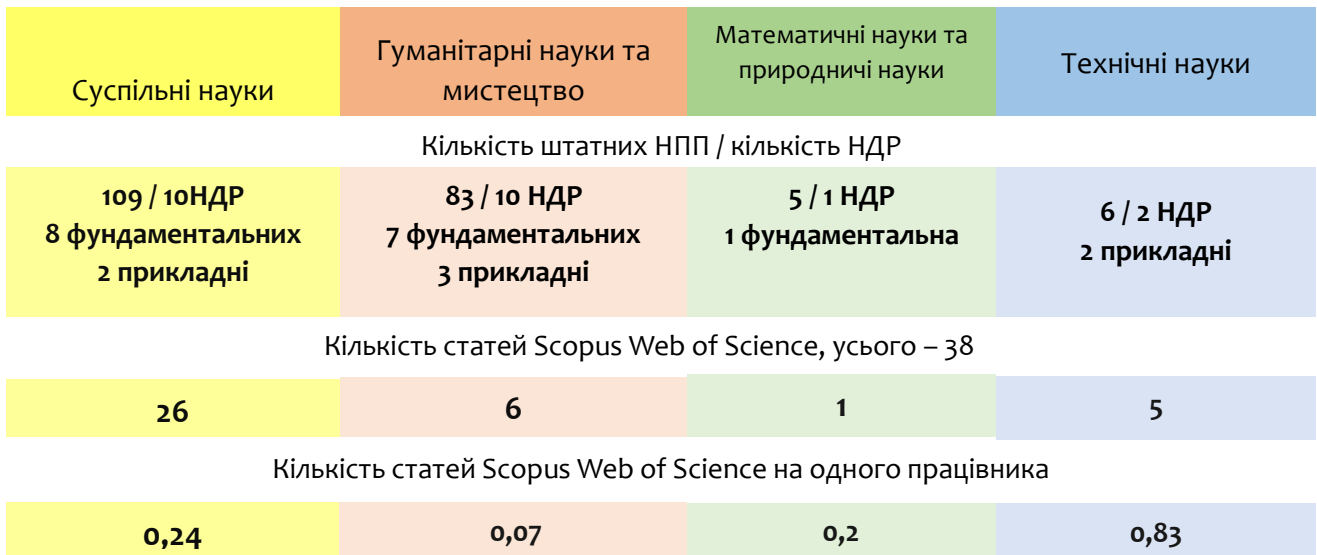 Суспільні науки
Гуманітарні науки та
мистецтво
Математичні науки та
природничі науки
Технічні науки
Кількість штатних НПП / кількість НДР
109 / 10НДР
8 фундаментальних
2 прикладні
83 / 10 НДР
7 фундаментальних
3 прикладні
5 / 1 НДР
1 фундаментальна
6 / 2 НДР
2 прикладні
Кількість статей Scopus Web of Science, усього – 38
26
6
1
5
Кількість статей Scopus Web of Science на одного працівника
0,24
0,07
0,2
0,83